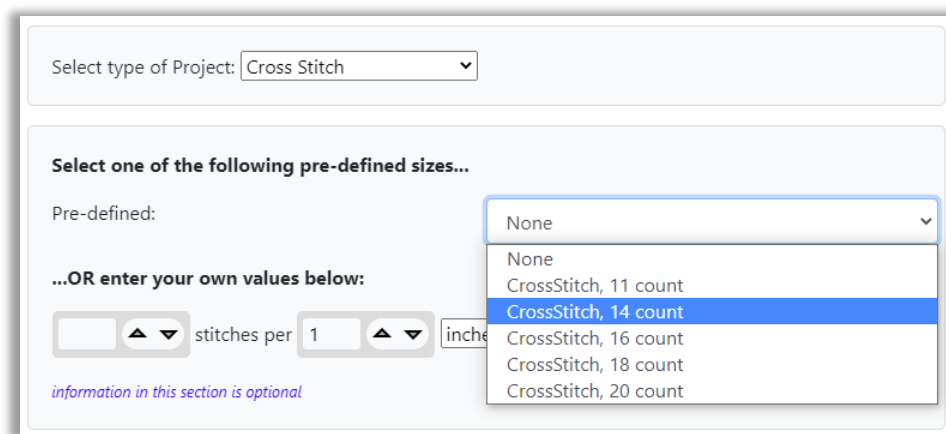 Select type of Project: Cross Stitch
Select one of the following pre-defined sizes...
Pre-defined:
None
None
CrossStitch, 11 count
...OR enter your own values below:
CrossStitch, 14 count
CrossStitch, 16 count
stitches per 1
CrossStitch, 18 count
information in this section is optional
CrossStitch, 20 count